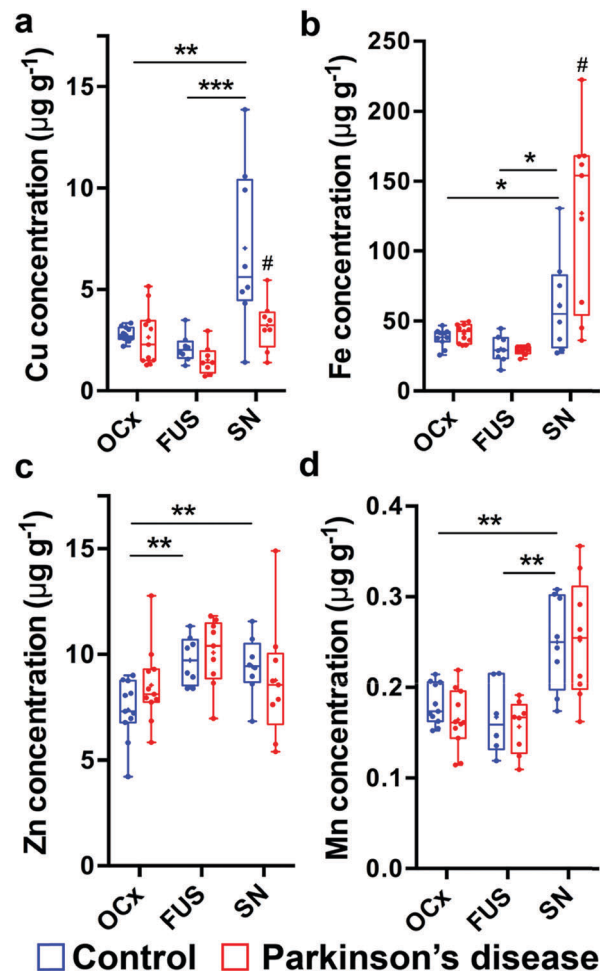 a
Cu concentration (μg g-1)
15
10
5
0
**
***
#
OCx
FUS
SN
b
Fe concentration (μg g-1)
250
200
150
100
50
0
#
*
*
OCx
FUS
SN
c
Zn concentration (μg g-1)
15
10
5
0
**
**
OCx
FUS
SN
d
Mn concentration (μg g-1)
0.4
0.3
0.2
0.1
0.0
**
**
OCx
FUS
SN
Control
Parkinson's disease